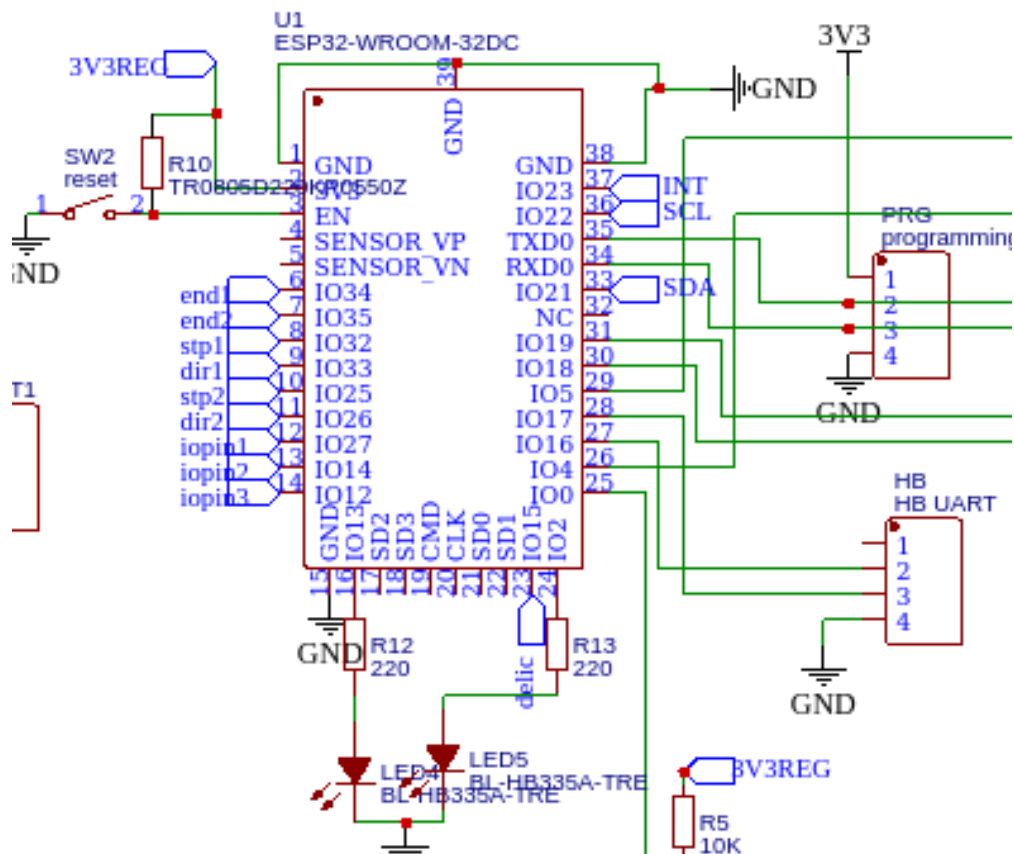 U1
ESP32-WROOM-32DC
3V3REG
3V3
GND
39
GND
SW2
reset
R10
TR0805D220KP0550Z
1
2
GND
1 GND
2 3V3
3 EN
4 SENSOR_VP
5 SENSOR_VN
6 IO34
7 IO35
8 IO32
9 IO33
10 IO25
11 IO26
12 IO27
13 IO14
14 IO12
end1
end2
stp1
dir1
stp2
dir2
iopin1
iopin2
iopin3
T1
GND 38
IO23 37
IO22 36
TXD0 35
RXD0 34
IO21 33
NC 32
IO19 31
IO18 30
IO5 29
IO17 28
IO16 27
IO4 26
IO0 25
INT
SCL
SDA
PRG
programming
1
2
3
4
GND
HB
HB UART
1
2
3
4
GND
GND 15
IO13 16
SD2 17
SD3 18
CMD 19
CLK 20
SD0 21
SD1 22
IO15 23
IO2 24
GND
R12
220
delic
R13
220
LED4
BL-HB335A-TRE
LED5
BL-HB335A-TRE
3V3REG
R5
10K